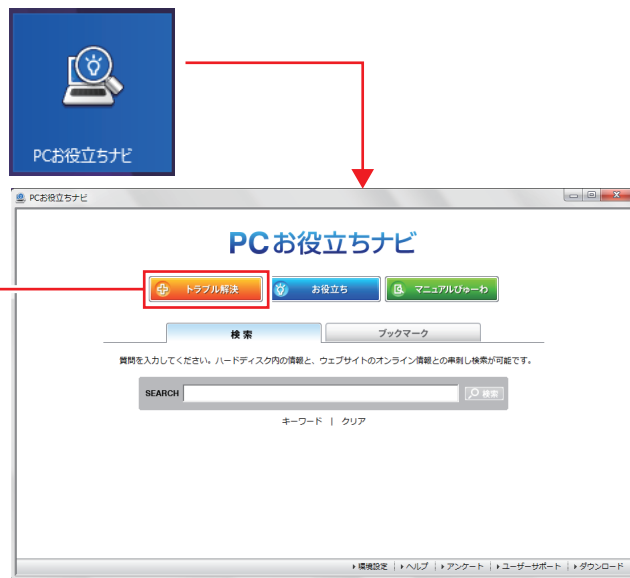 PCお役立ちナビ
PCお役立ちナビ
PCお役立ちナビ
トラブル解決 お役立ち マニュアルびゅーわ
検索 ブックマーク
質問を入力してください。ハードディスク内の情報と、ウェブサイトのオンライン情報との串刺し検索が可能です。
SEARCH 検索
キーワード | クリア
環境設定 | ヘルプ | アンケート | ユーザーサポート | ダウンロード